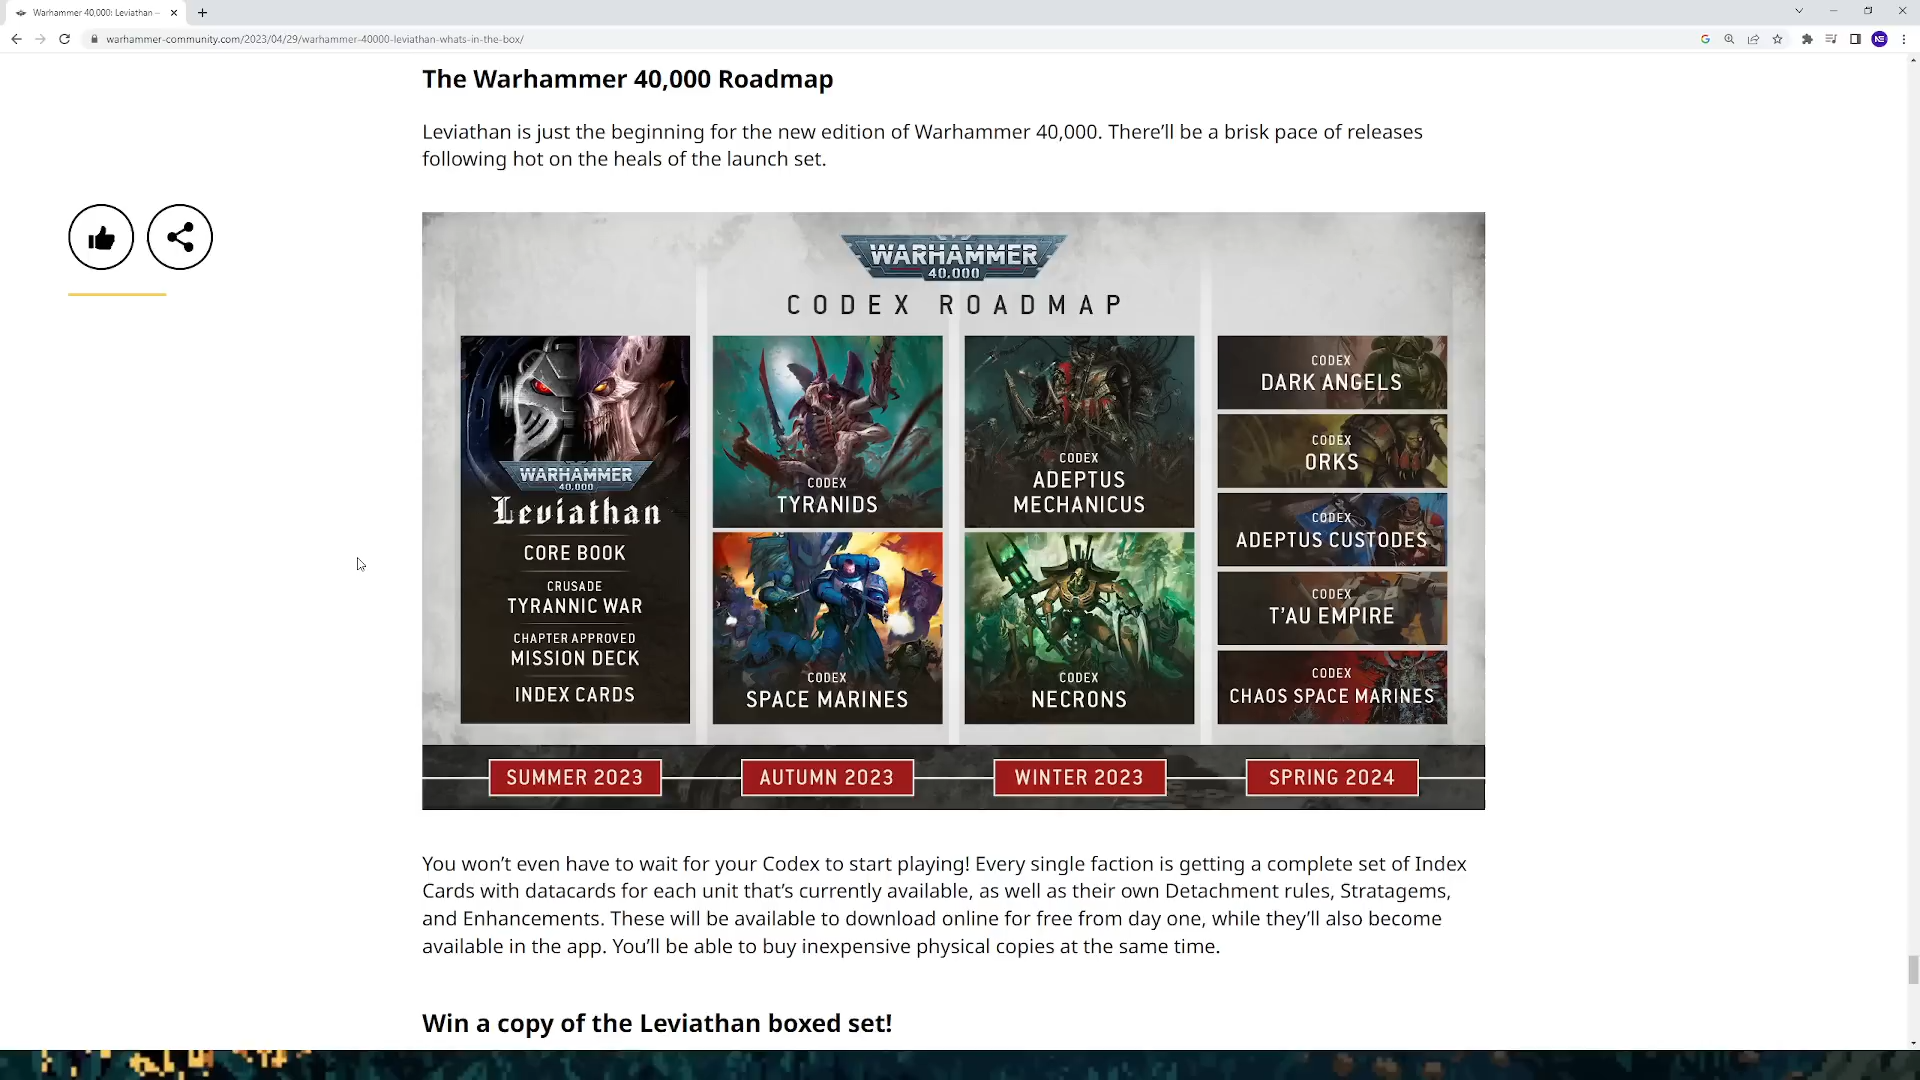 Warhammer 40,000: Leviathan –
warhammer-community.com/2023/04/29/warhammer-40000-leviathan-whats-in-the-box/
NE
The Warhammer 40,000 Roadmap
Leviathan is just the beginning for the new edition of Warhammer 40,000. There’ll be a brisk pace of releases
following hot on the heals of the launch set.
WARHAMMER
40,000
CODEX ROADMAP
WARHAMMER
40,000
Leviathan
CORE BOOK
CRUSADE
TYRANNIC WAR
CHAPTER APPROVED
MISSION DECK
INDEX CARDS
SUMMER 2023
CODEX
TYRANIDS
CODEX
SPACE MARINES
AUTUMN 2023
CODEX
ADEPTUS
MECHANICUS
CODEX
NECRONS
WINTER 2023
CODEX
DARK ANGELS
CODEX
ORKS
CODEX
ADEPTUS CUSTODES
CODEX
T’AU EMPIRE
CODEX
CHAOS SPACE MARINES
SPRING 2024
You won’t even have to wait for your Codex to start playing! Every single faction is getting a complete set of Index
Cards with datacards for each unit that’s currently available, as well as their own Detachment rules, Stratagems,
and Enhancements. These will be available to download online for free from day one, while they’ll also become
available in the app. You’ll be able to buy inexpensive physical copies at the same time.
Win a copy of the Leviathan boxed set!